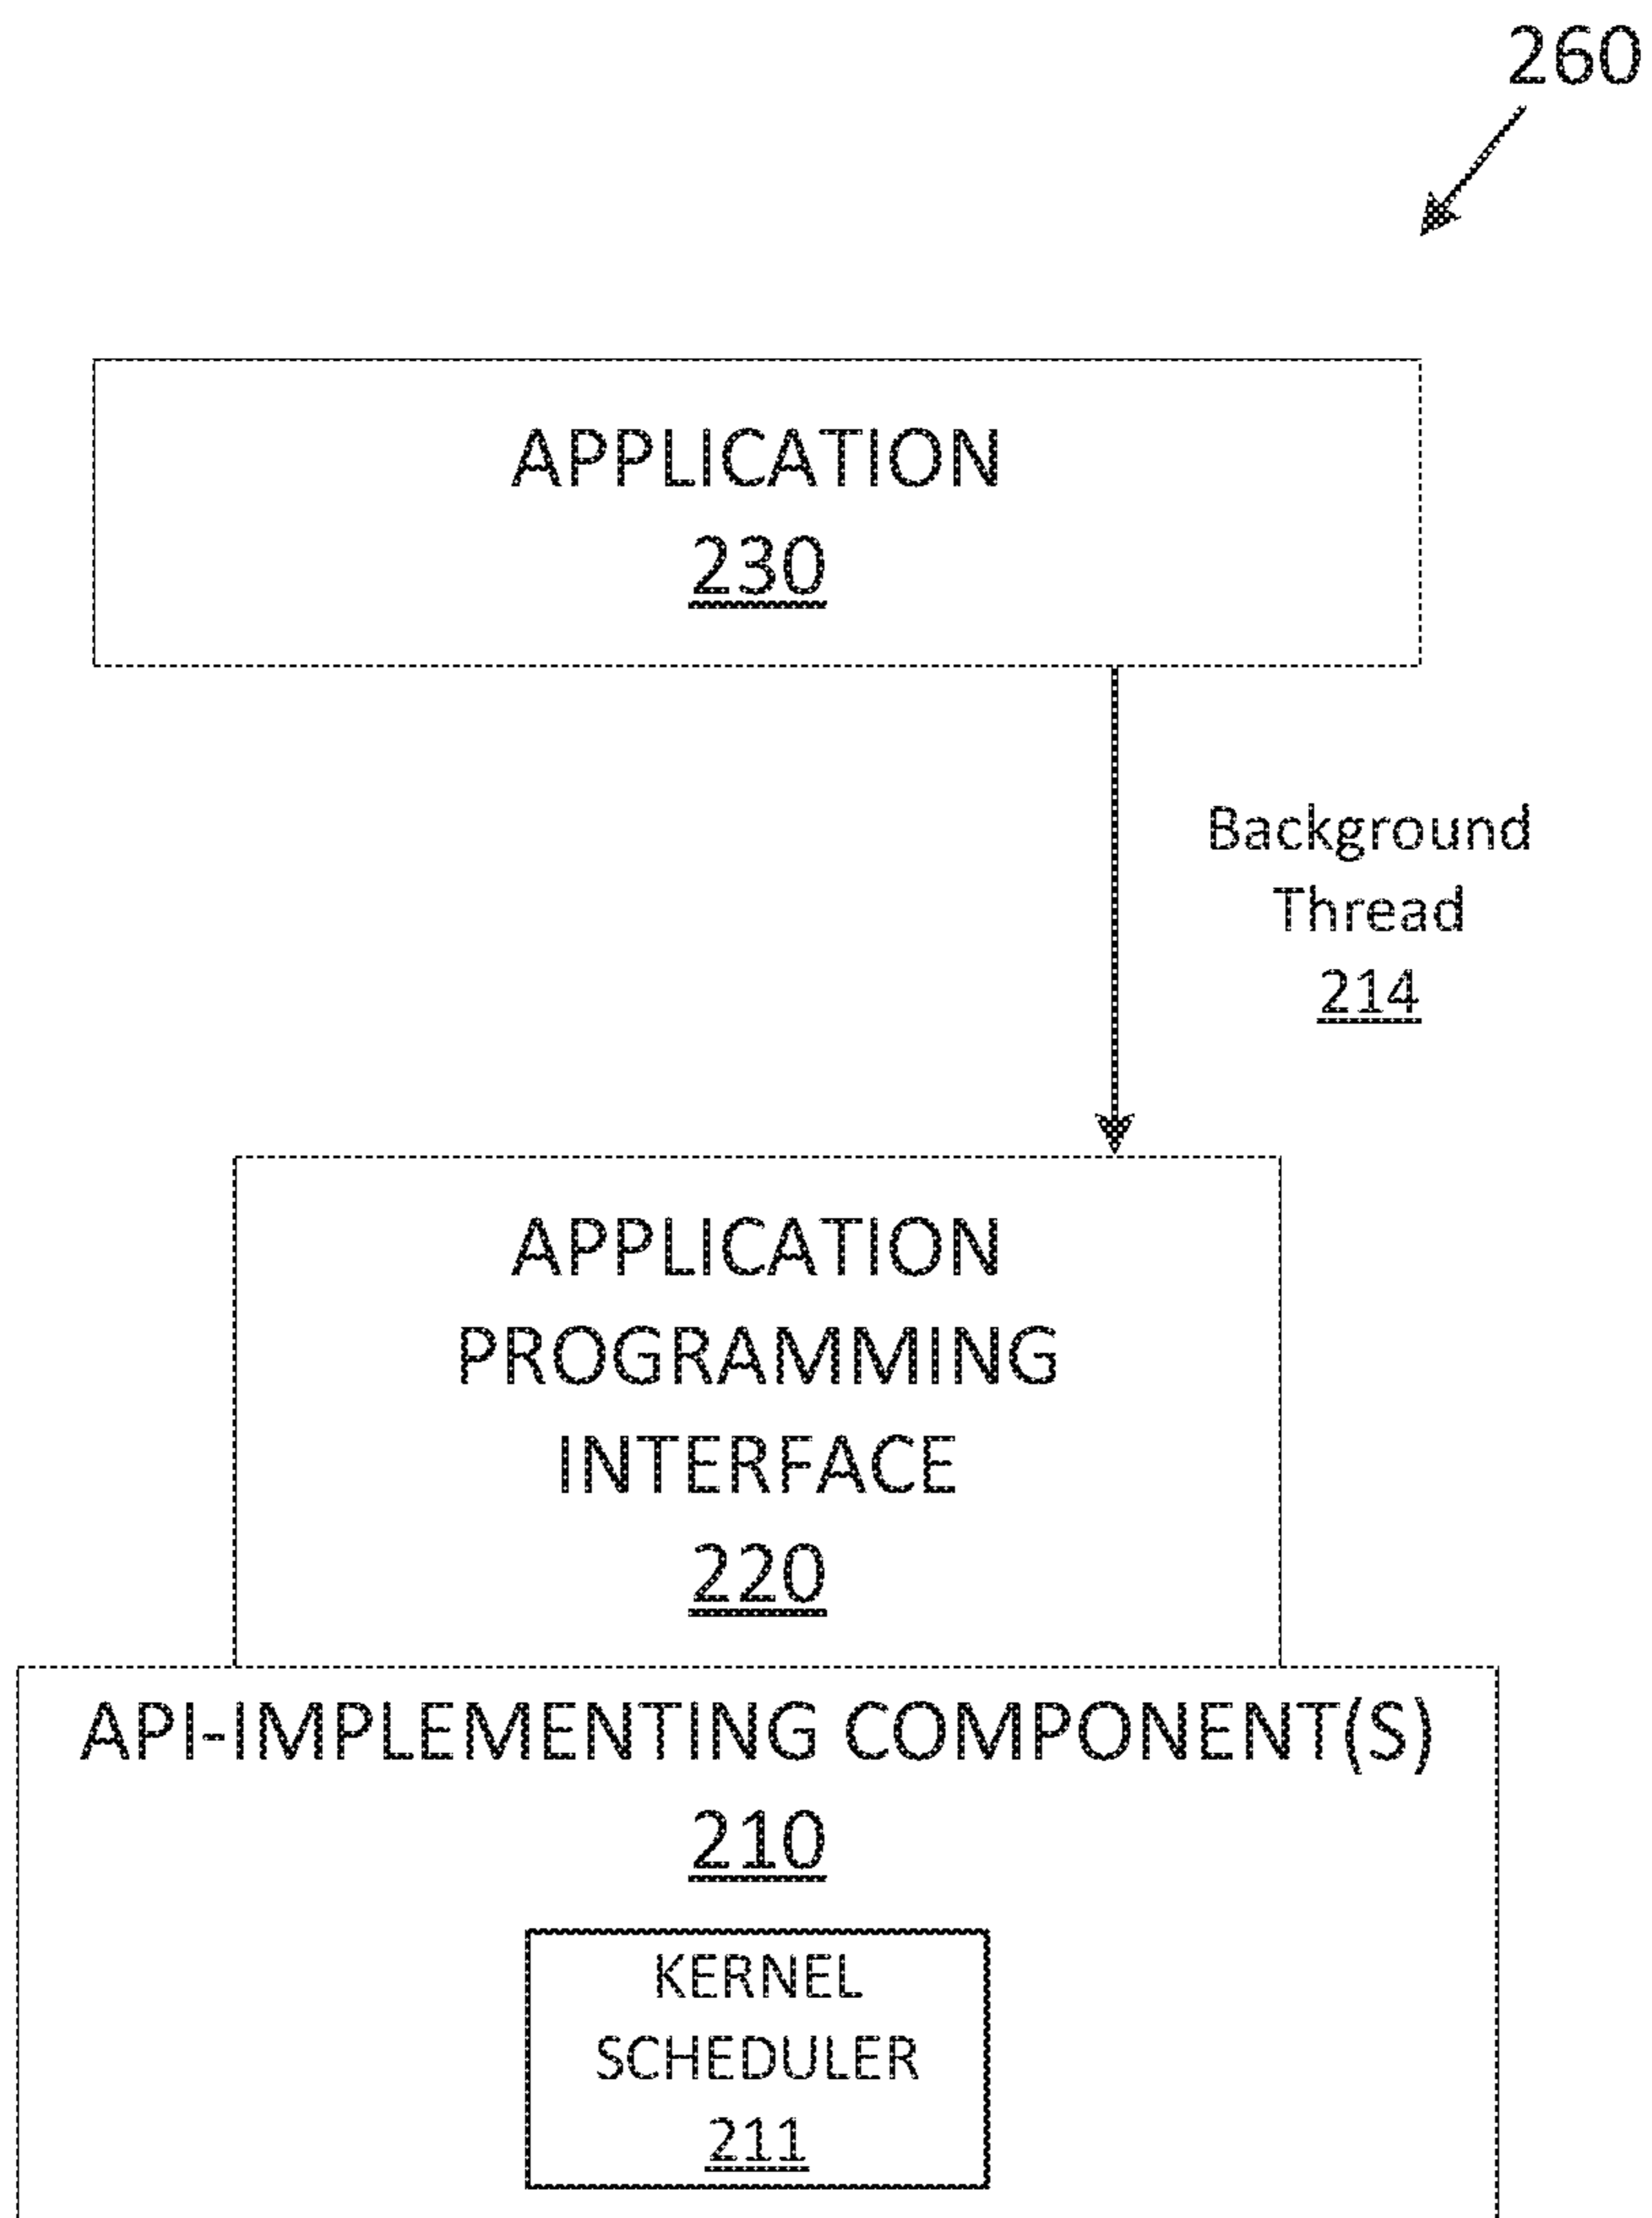 260
APPLICATION
230
Background
Thread
214
APPLICATION
PROGRAMMING
INTERFACE
220
API-IMPLEMENTING COMPONENT(S)
210
KERNEL
SCHEDULER
211